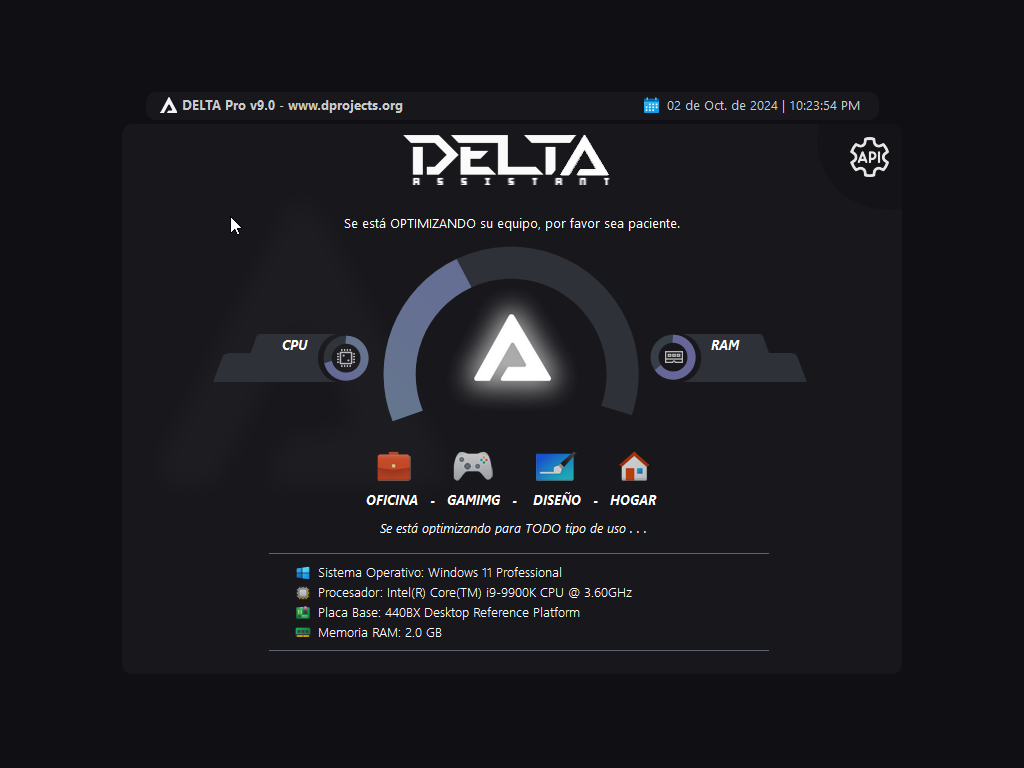 DELTA Pro v9.0 - www.dprojects.org
02 de Oct. de 2024 | 10:23:54 PM
DELTA
ASSISTANT
API
Se está OPTIMIZANDO su equipo, por favor sea paciente.
CPU
RAM
OFICINA - GAMIMG - DISEÑO - HOGAR
Se está optimizando para TODO tipo de uso . . .
Sistema Operativo: Windows 11 Professional
Procesador: Intel(R) Core(TM) i9-9900K CPU @ 3.60GHz
Placa Base: 440BX Desktop Reference Platform
Memoria RAM: 2.0 GB